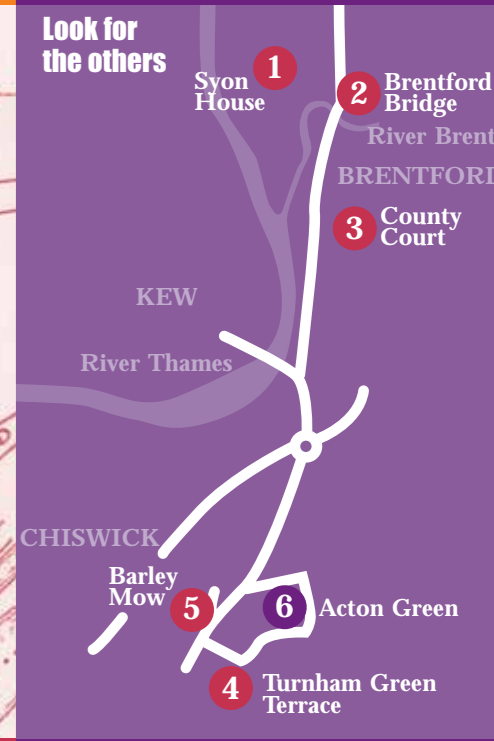 Look for
the others
1
Syon
House
2
Brentford
Bridge
River Brent
BRENTFORD
3
County
Court
KEW
River Thames
CHISWICK
Barley
Mow
5
6
Acton Green
4
Turnham Green
Terrace